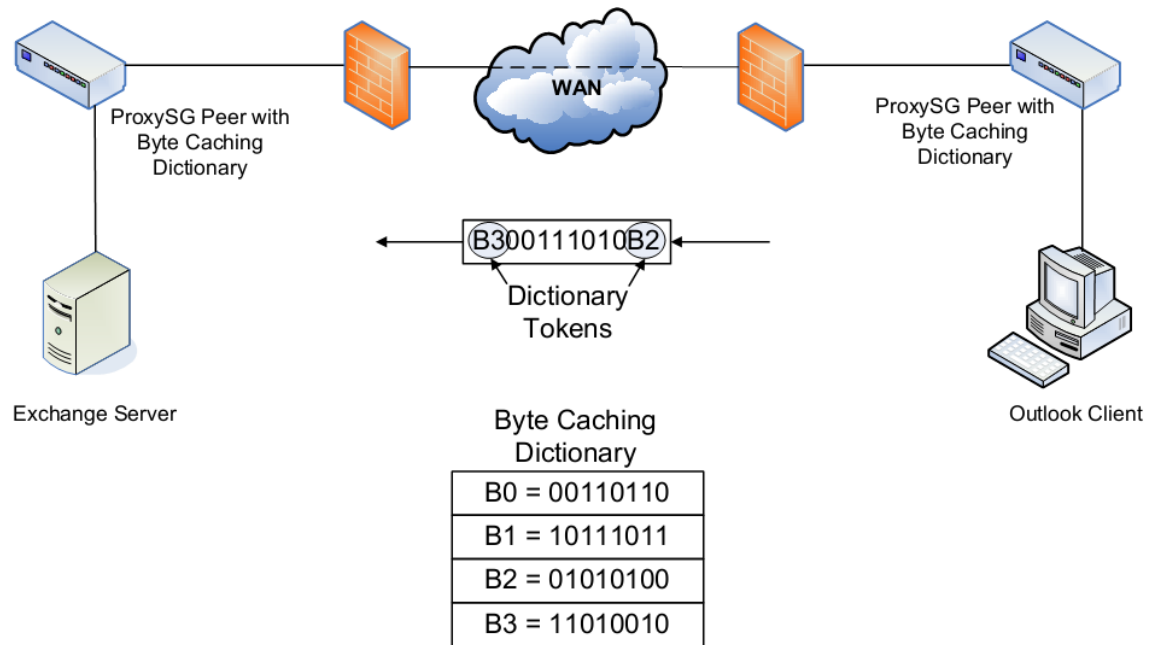 WAN
ProxySG Peer with
Byte Caching
Dictionary
ProxySG Peer with
Byte Caching
Dictionary
B300111010B2
Dictionary
Tokens
Exchange Server
Outlook Client
Byte Caching
Dictionary
B0 = 00110110
B1 = 10111011
B2 = 01010100
B3 = 11010010